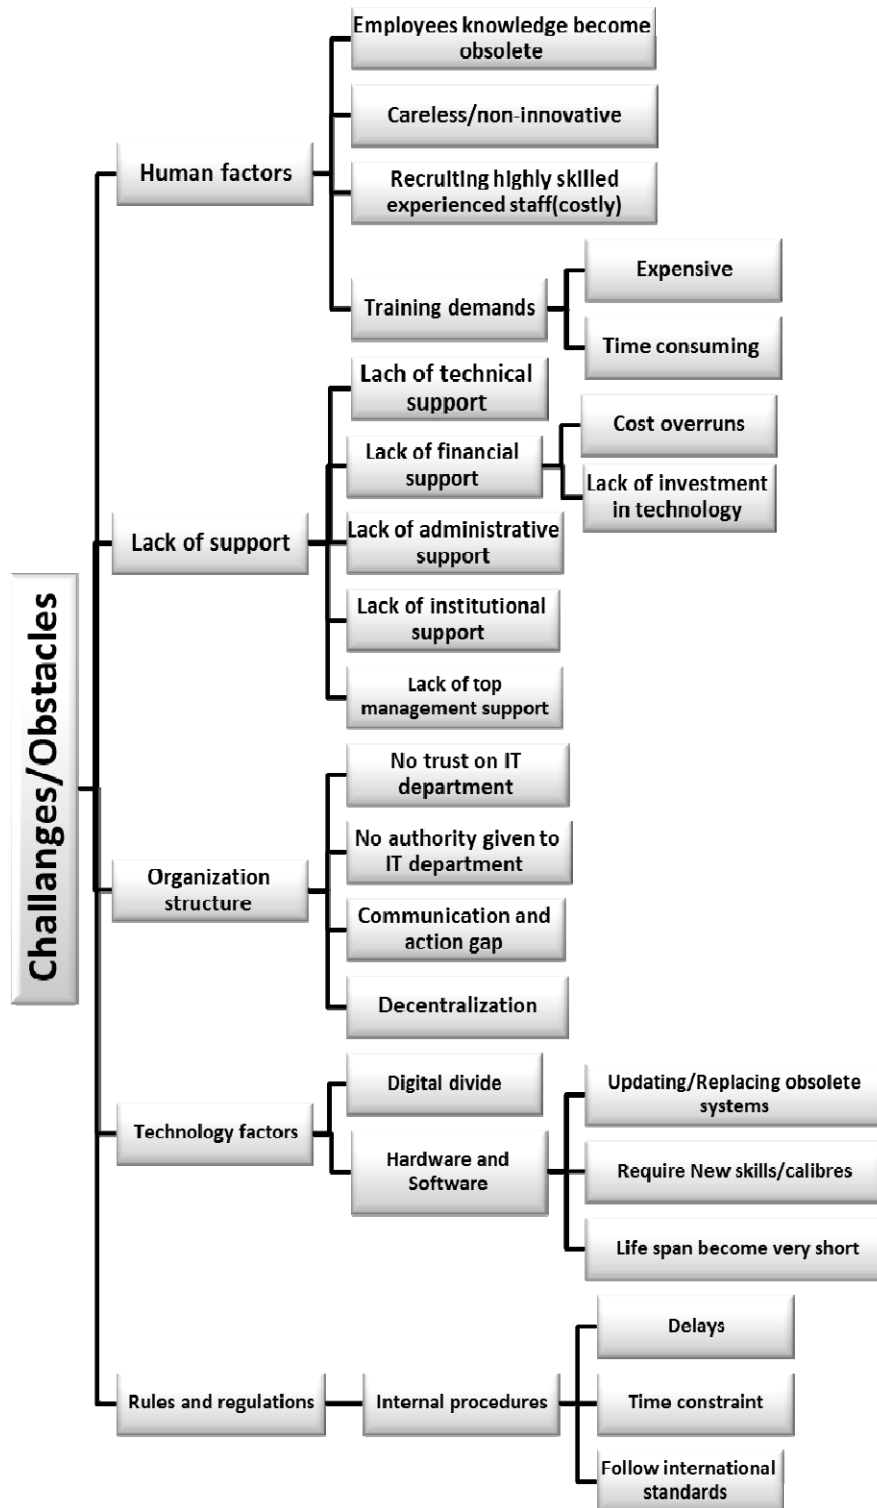 Challanges/Obstacles
Human factors
Employees knowledge become
obsolete
Careless/non-innovative
Recruiting highly skilled
experienced staff(costly)
Training demands
Expensive
Time consuming
Lack of support
Lach of technical
support
Lack of financial
support
Cost overruns
Lack of investment
in technology
Lack of administrative
support
Lack of institutional
support
Lack of top
management support
Organization
structure
No trust on IT
department
No authority given to
IT department
Communication and
action gap
Decentralization
Technology factors
Digital divide
Hardware and
Software
Updating/Replacing obsolete
systems
Require New skills/calibres
Life span become very short
Rules and regulations
Internal procedures
Delays
Time constraint
Follow international
standards